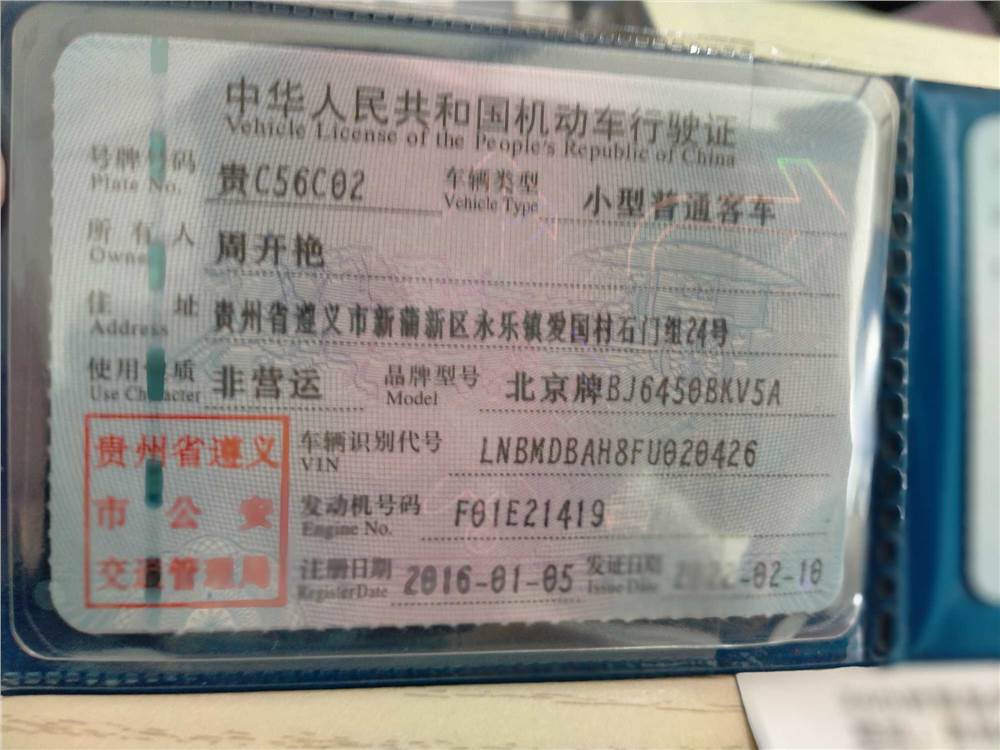 中华人民共和国机动车行驶证
Vehicle License of the People's Republic of China
号牌号码 贵C56C02 车辆类型 小型普通客车
Plate No. Vehicle Type
所有人 周开艳
Owner
住址 贵州省遵义市新蒲新区永乐镇爱国村石门组24号
Address
使用性质 非营运 品牌型号 北京牌BJ6450BKV5A
Use Character Model
贵州省遵义
市公安
交通管理局
车辆识别代号 LNBMDBAH8FU020426
VIN
发动机号码 F01E21419
Engine No.
注册日期 2016-01-05 发证日期 -02-10
Register Date Issue Date